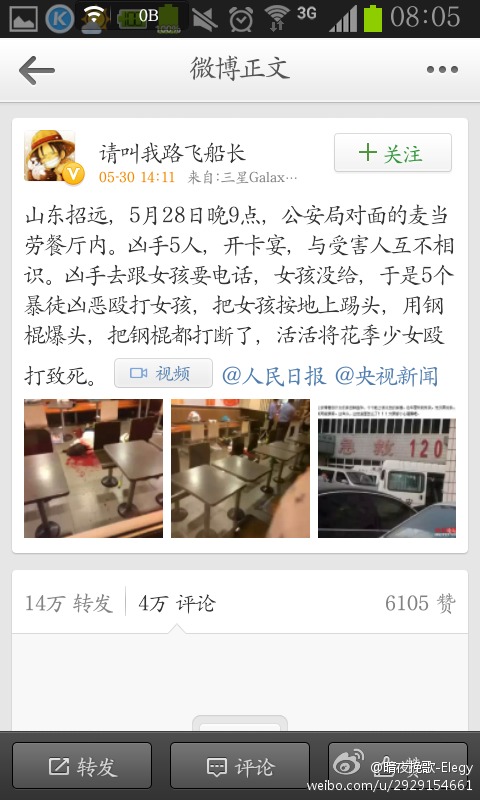 0B
3G
08:05
100%
微博正文
请叫我路飞船长
+ 关注
05-30 14:11 来自:三星Galax…
山东招远，5月28日晚9点，公安局对面的麦当
劳餐厅内。凶手5人，开卡宴，与受害人互不相
识。凶手去跟女孩要电话，女孩没给，于是5个
暴徒凶恶殴打女孩，把女孩按地上踢头，用钢
棍爆头，把钢棍都打断了，活活将花季少女殴
打致死。 视频 @人民日报 @央视新闻
急救 120
14万 转发 4万 评论 6105 赞
转发 评论 赞
@暗夜挽歌-Elegy
weibo.com/u/2929154661